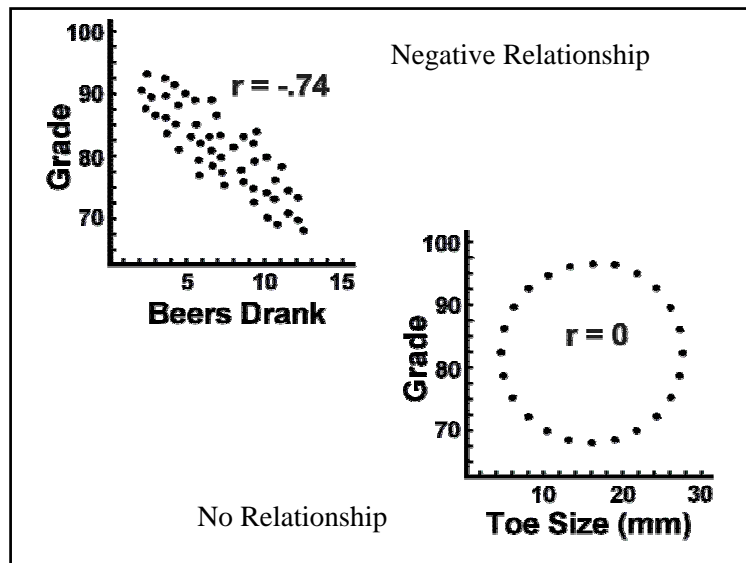 Negative Relationship
r = -.74
Grade
100
90
80
70
5 10 15
Beers Drank
r = 0
Grade
100
90
80
70
10 20 30
Toe Size (mm)
No Relationship